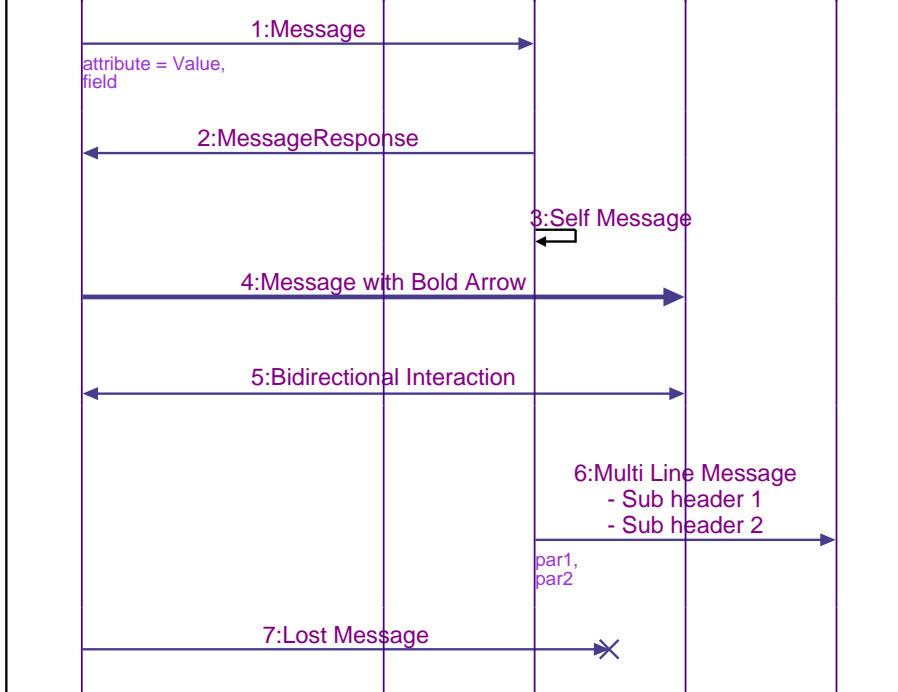 1:Message
attribute = Value,
field
2:MessageResponse
3:Self Message
4:Message with Bold Arrow
5:Bidirectional Interaction
6:Multi Line Message
- Sub header 1
- Sub header 2
par1,
par2
7:Lost Message